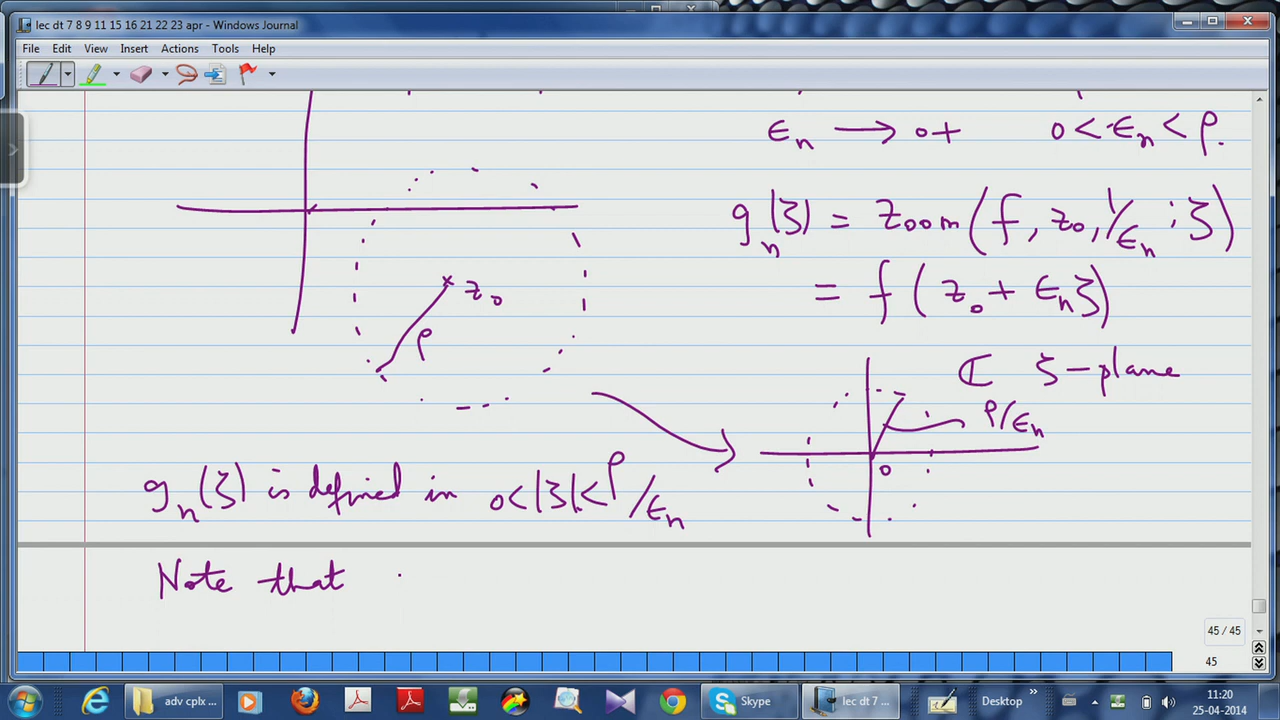 lec dt 7 8 9 11 15 16 21 22 23 apr - Windows Journal
File Edit View Insert Actions Tools Help
ϵₙ → 0+ 0 < ϵₙ < ρ.
gₙ(ζ) = Zoom(f, z₀, 1/ϵₙ ; ζ)
= f(z₀ + ϵₙζ)
z₀
ρ
ℂ ζ-plane
ρ/ϵₙ
0
gₙ(ζ) is defined in 0<|ζ|<ρ/ϵₙ
Note that
45 / 45
45
adv cplx ...
Skype
lec dt 7 ...
Desktop
11:20
25-04-2014